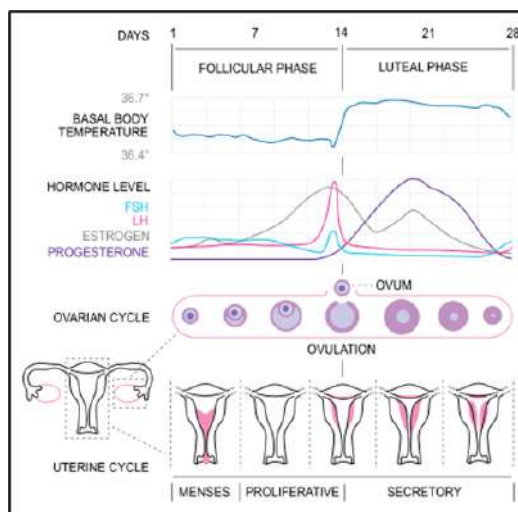 DAYS 1 7 14 21 28
FOLLICULAR PHASE LUTEAL PHASE
36.7°
BASAL BODY
TEMPERATURE
36.4°
HORMONE LEVEL
FSH
LH
ESTROGEN
PROGESTERONE
OVUM
OVARIAN CYCLE
OVULATION
UTERINE CYCLE
MENSES PROLIFERATIVE SECRETORY